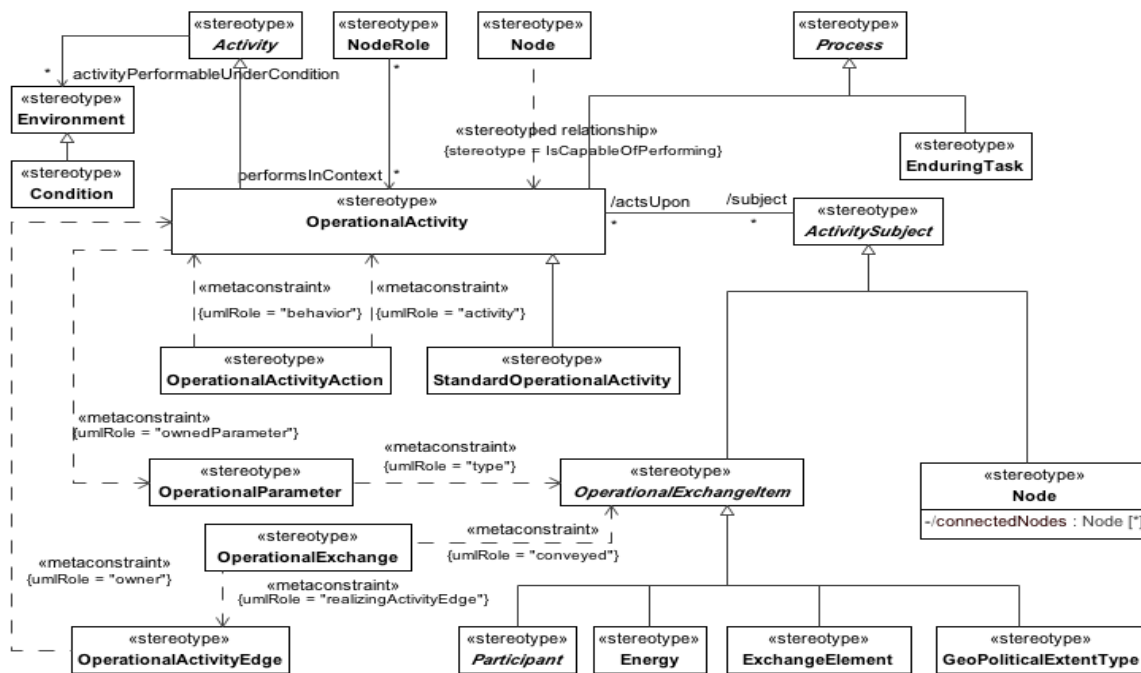 «stereotype»
Activity
«stereotype»
NodeRole
«stereotype»
Node
«stereotype»
Process
* activityPerformableUnderCondition
*
«stereotype»
Environment
«stereotyped relationship»
{stereotype = IsCapableOfPerforming}
«stereotype»
EnduringTask
«stereotype»
Condition
performsInContext *
«stereotype»
OperationalActivity
/actsUpon
*
/subject
*
«stereotype»
ActivitySubject
«metaconstraint»
{umlRole = "behavior"}
«metaconstraint»
{umlRole = "activity"}
«stereotype»
OperationalActivityAction
«stereotype»
StandardOperationalActivity
«metaconstraint»
{umlRole = "ownedParameter"}
«metaconstraint»
{umlRole = "type"}
«stereotype»
OperationalParameter
«stereotype»
OperationalExchangeItem
«stereotype»
Node
-/connectedNodes : Node [*]
«stereotype»
OperationalExchange
«metaconstraint»
{umlRole = "conveyed"}
«metaconstraint»
{umlRole = "owner"}
«metaconstraint»
{umlRole = "realizingActivityEdge"}
«stereotype»
OperationalActivityEdge
«stereotype»
Participant
«stereotype»
Energy
«stereotype»
ExchangeElement
«stereotype»
GeoPoliticalExtentType